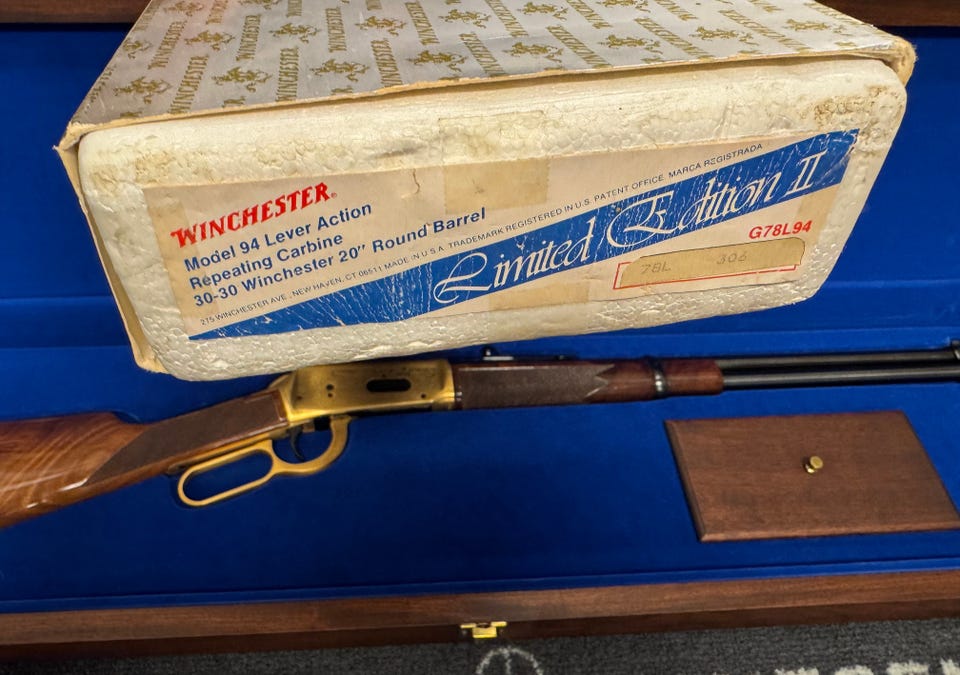 WINCHESTER®
Model 94 Lever Action
Repeating Carbine
30-30 Winchester 20" Round Barrel
275 WINCHESTER AVE., NEW HAVEN, CT 06511 MADE IN U.S.A. TRADEMARK REGISTERED IN U.S. PATENT OFFICE. MARCA REGISTRADA
Limited Edition II
G78L94
78L 306